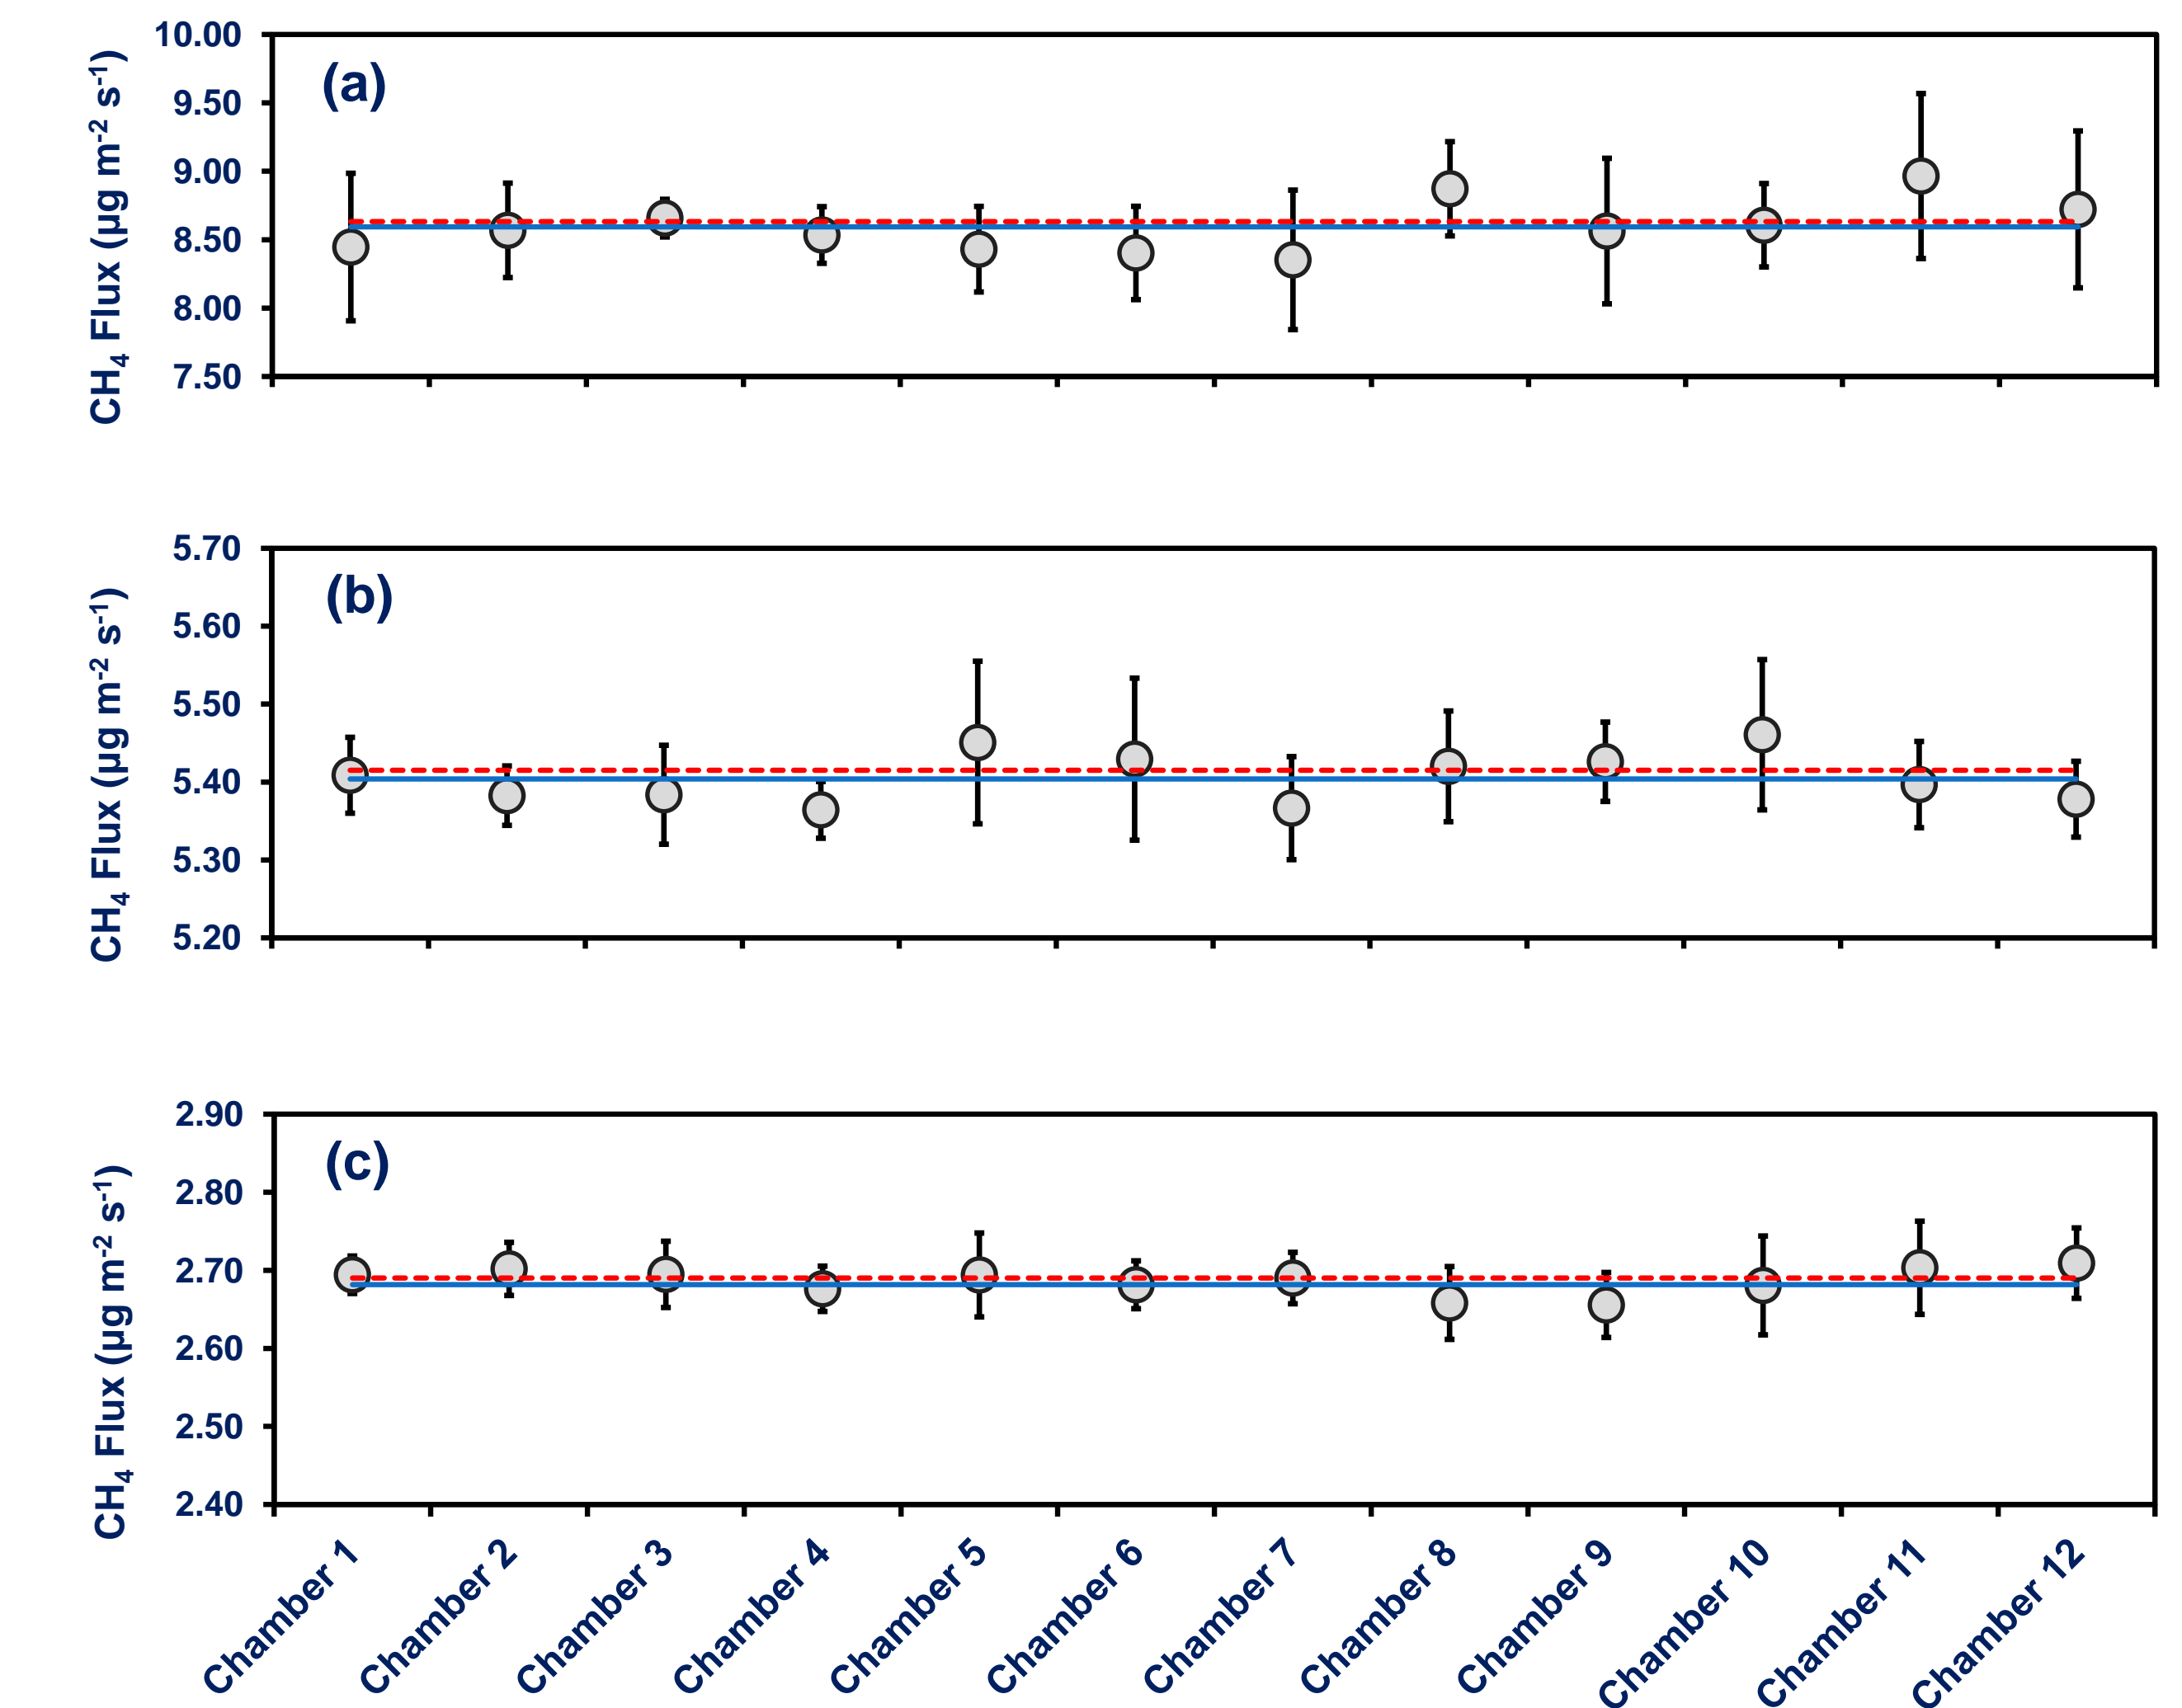 (a)
CH4 Flux (µg m-2 s-1)
10.00
9.50
9.00
8.50
8.00
7.50
(b)
CH4 Flux (µg m-2 s-1)
5.70
5.60
5.50
5.40
5.30
5.20
(c)
CH4 Flux (µg m-2 s-1)
2.90
2.80
2.70
2.60
2.50
2.40
Chamber 1
Chamber 2
Chamber 3
Chamber 4
Chamber 5
Chamber 6
Chamber 7
Chamber 8
Chamber 9
Chamber 10
Chamber 11
Chamber 12